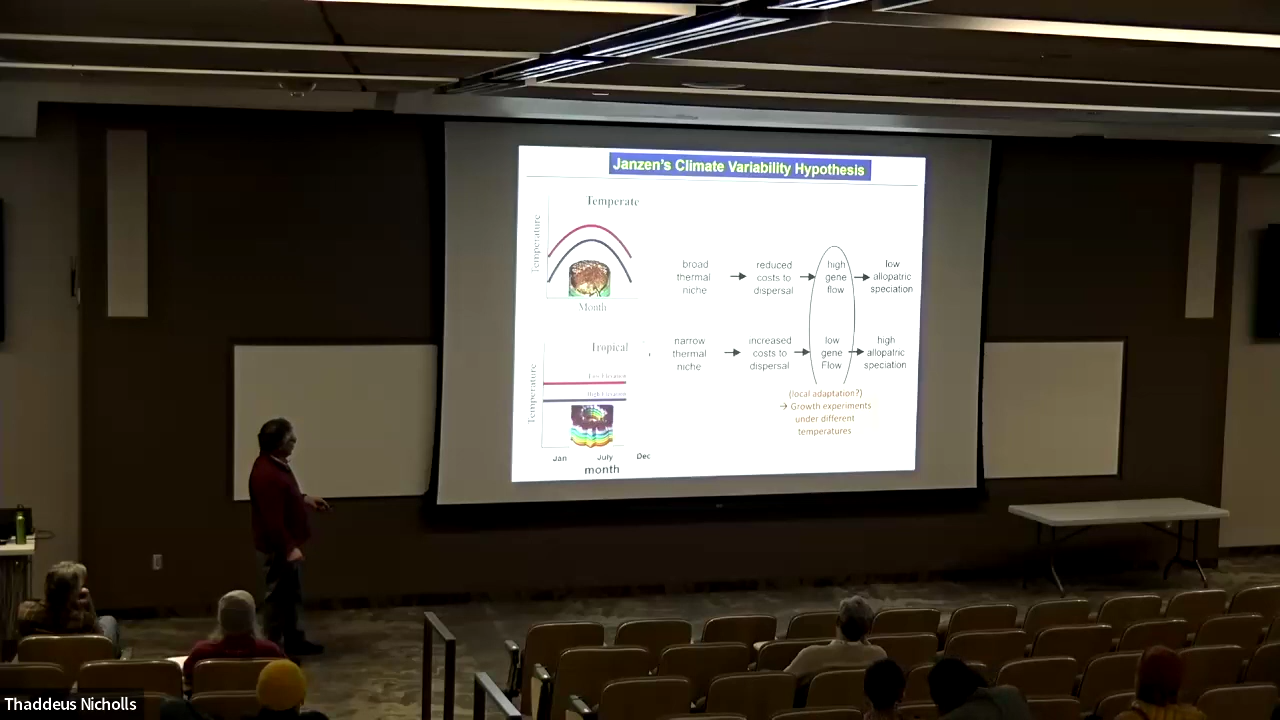 Janzen's Climate Variability Hypothesis
Temperate
Temperature
Month
broad
thermal
niche
reduced
costs to
dispersal
high
gene
flow
low
allopatric
speciation
Tropical
Temperature
High Elevation
Jan
July
Dec
month
narrow
thermal
niche
increased
costs to
dispersal
low
gene
Flow
high
allopatric
speciation
(local adaptation?)
→ Growth experiments
under different
temperatures
Thaddeus Nicholls